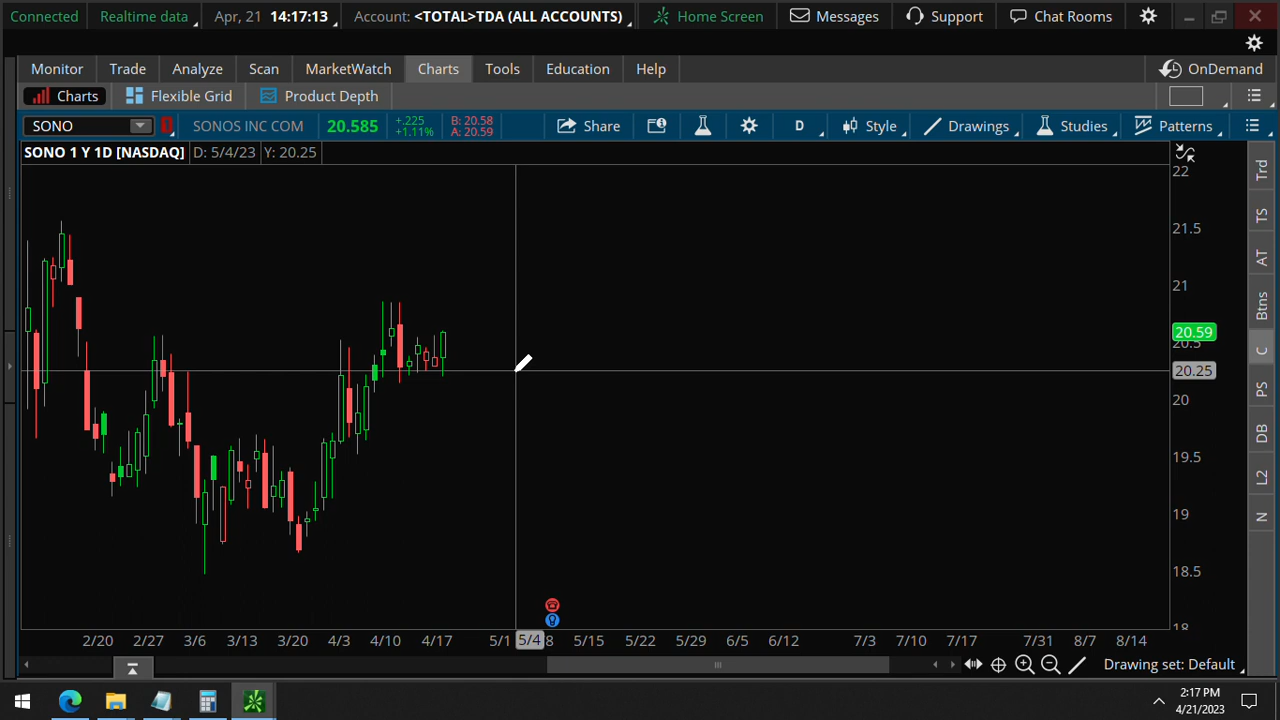 Connected Realtime data Apr, 21 14:17:13 Account: <TOTAL>TDA (ALL ACCOUNTS) Home Screen Messages Support Chat Rooms
Monitor Trade Analyze Scan MarketWatch Charts Tools Education Help OnDemand
Charts Flexible Grid Product Depth
SONO 1 SONOS INC COM 20.585 +.225 B: 20.58 Share D Style Drawings Studies Patterns
+1.11% A: 20.59
SONO 1 Y 1D [NASDAQ] D: 5/4/23 Y: 20.25
Trd
TS
AT
Btns
C
PS
DB
L2
N
22
21.5
21
20.59
20.5
20.25
20
19.5
19
18.5
18
2/20 2/27 3/6 3/13 3/20 4/3 4/10 4/17 5/1 5/4 8 5/15 5/22 5/29 6/5 6/12 7/3 7/10 7/17 7/31 8/7 8/14
Drawing set: Default
2:17 PM
4/21/2023